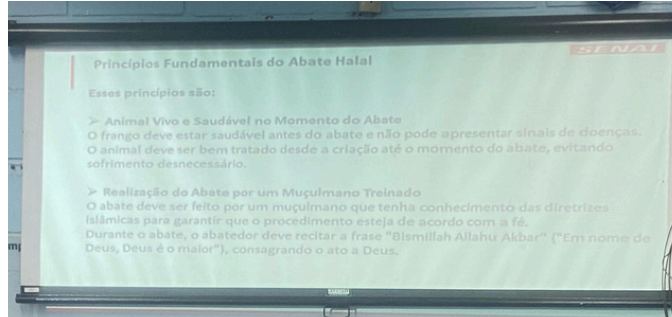 SENAI
Princípios Fundamentais do Abate Halal
Esses princípios são:
➢ Animal Vivo e Saudável no Momento do Abate
O frango deve estar saudável antes do abate e não pode apresentar sinais de doenças.
O animal deve ser bem tratado desde a criação até o momento do abate, evitando
sofrimento desnecessário.
➢ Realização do Abate por um Muçulmano Treinado
O abate deve ser feito por um muçulmano que tenha conhecimento das diretrizes
islâmicas para garantir que o procedimento esteja de acordo com a fé.
Durante o abate, o abatedor deve recitar a frase "Bismillah Allahu Akbar" ("Em nome de
Deus, Deus é o maior"), consagrando o ato a Deus.